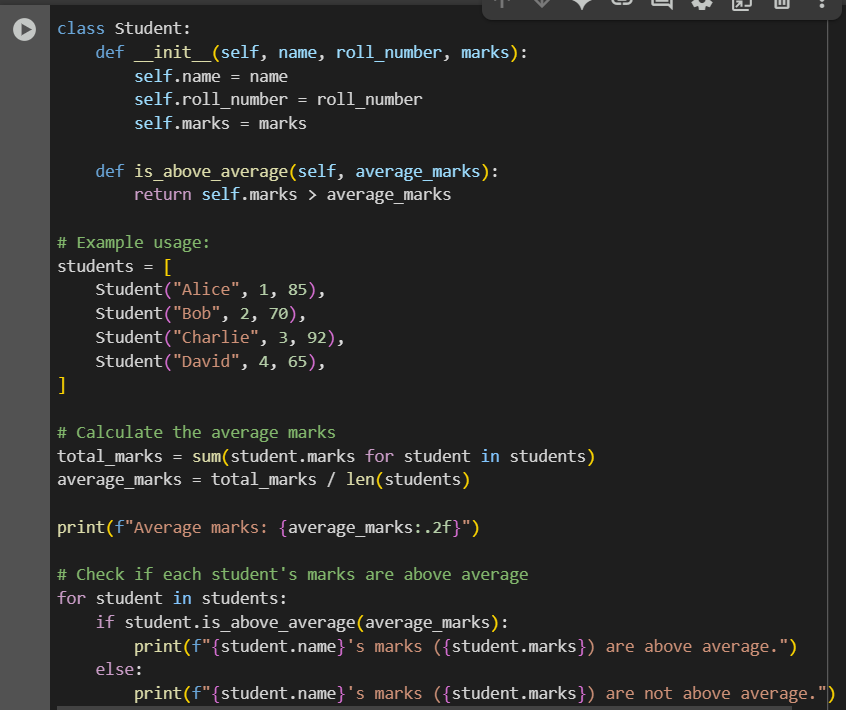 class Student:
    def __init__(self, name, roll_number, marks):
        self.name = name
        self.roll_number = roll_number
        self.marks = marks

    def is_above_average(self, average_marks):
        return self.marks > average_marks

# Example usage:
students = [
    Student("Alice", 1, 85),
    Student("Bob", 2, 70),
    Student("Charlie", 3, 92),
    Student("David", 4, 65),
]

# Calculate the average marks
total_marks = sum(student.marks for student in students)
average_marks = total_marks / len(students)

print(f"Average marks: {average_marks:.2f}")

# Check if each student's marks are above average
for student in students:
    if student.is_above_average(average_marks):
        print(f"{student.name}'s marks ({student.marks}) are above average.")
    else:
        print(f"{student.name}'s marks ({student.marks}) are not above average.")